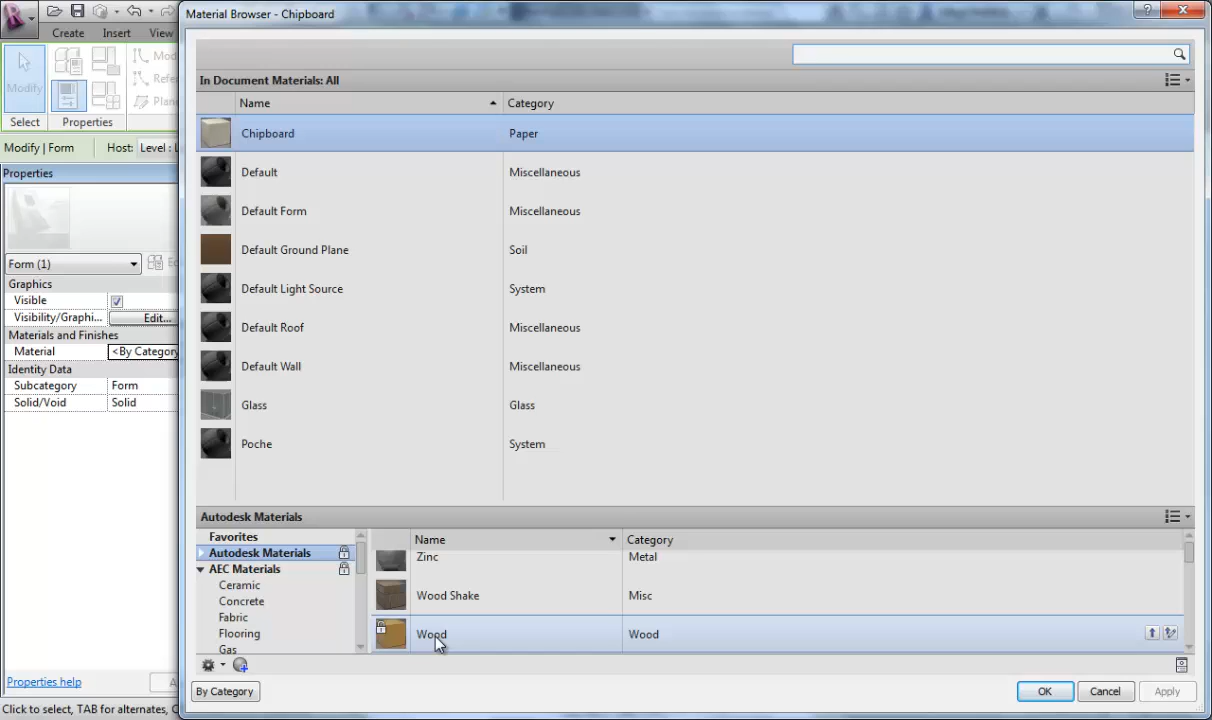 Material Browser - Chipboard
?
Create Insert View
Modify
Mod
Refer
Plane
Select Properties
Modify | Form Host: Level : L
Properties
Form (1) Ed
Graphics
Visible
Visibility/Graphi... Edit...
Materials and Finishes
Material <By Category
Identity Data
Subcategory Form
Solid/Void Solid
Properties help A
Click to select, TAB for alternates, C
In Document Materials: All
Name Category
Chipboard Paper
Default Miscellaneous
Default Form Miscellaneous
Default Ground Plane Soil
Default Light Source System
Default Roof Miscellaneous
Default Wall Miscellaneous
Glass Glass
Poche System
Autodesk Materials
Favorites
Autodesk Materials
AEC Materials
Ceramic
Concrete
Fabric
Flooring
Gas
Name Category
Zinc Metal
Wood Shake Misc
Wood Wood
By Category OK Cancel Apply